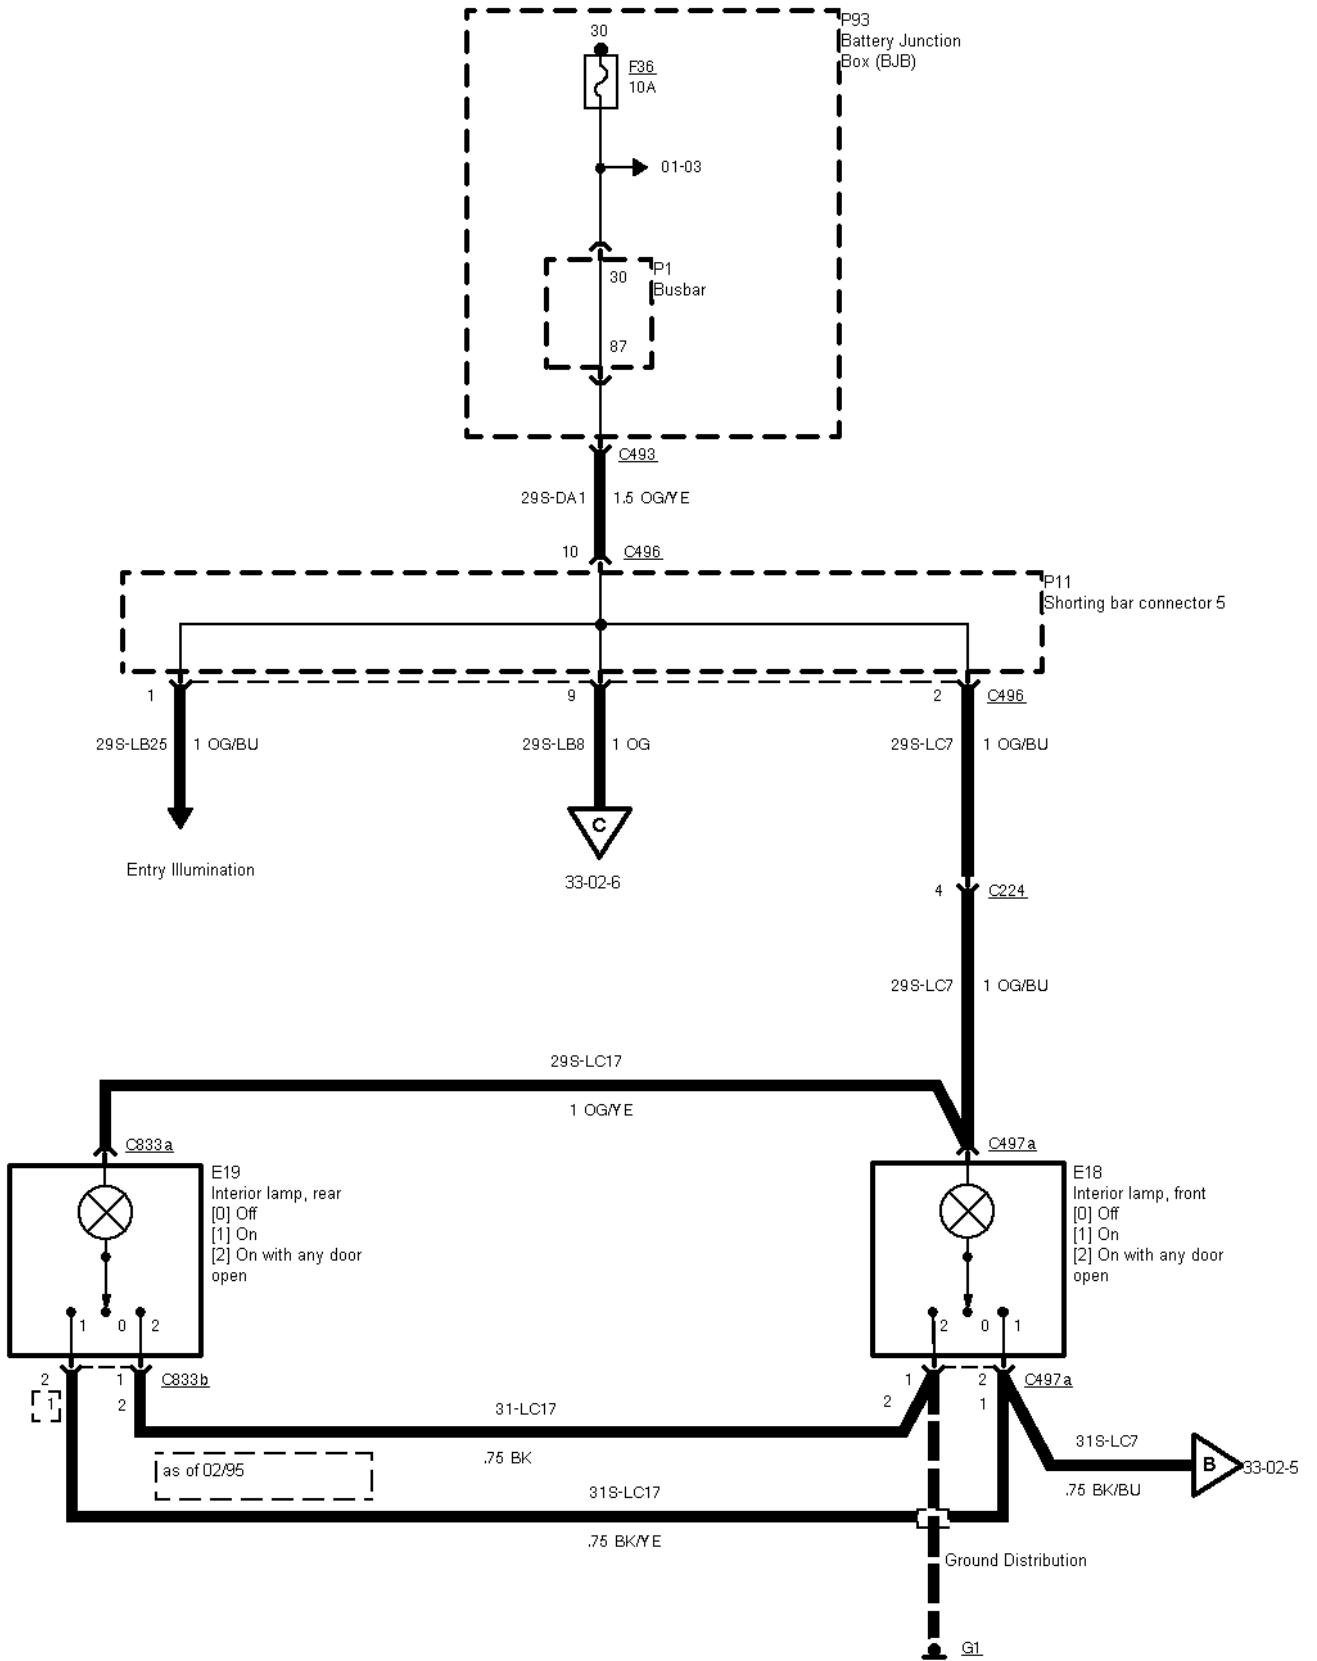 P93
Battery Junction
Box (BJB)
30
F36
10A
01-03
P1
Busbar
30
87
C493
29S-DA1 1.5 OG/YE
10 C496
P11
Shorting bar connector 5
1 9 2 C496
29S-LB25 1 OG/BU 29S-LB8 1 OG 29S-LC7 1 OG/BU
C
Entry Illumination
33-02-6
4 C224
29S-LC7 1 OG/BU
29S-LC17
1 OG/YE
C833a
C497a
E19
Interior lamp, rear
[0] Off
[1] On
[2] On with any door
open
E18
Interior lamp, front
[0] Off
[1] On
[2] On with any door
open
1 0 2
2 0 1
2 1 C833b
1 2
1 2 C497a
2 1
31-LC17
.75 BK
as of 02/95
31S-LC17
.75 BK/YE
31S-LC7
.75 BK/BU
B
33-02-5
Ground Distribution
G1